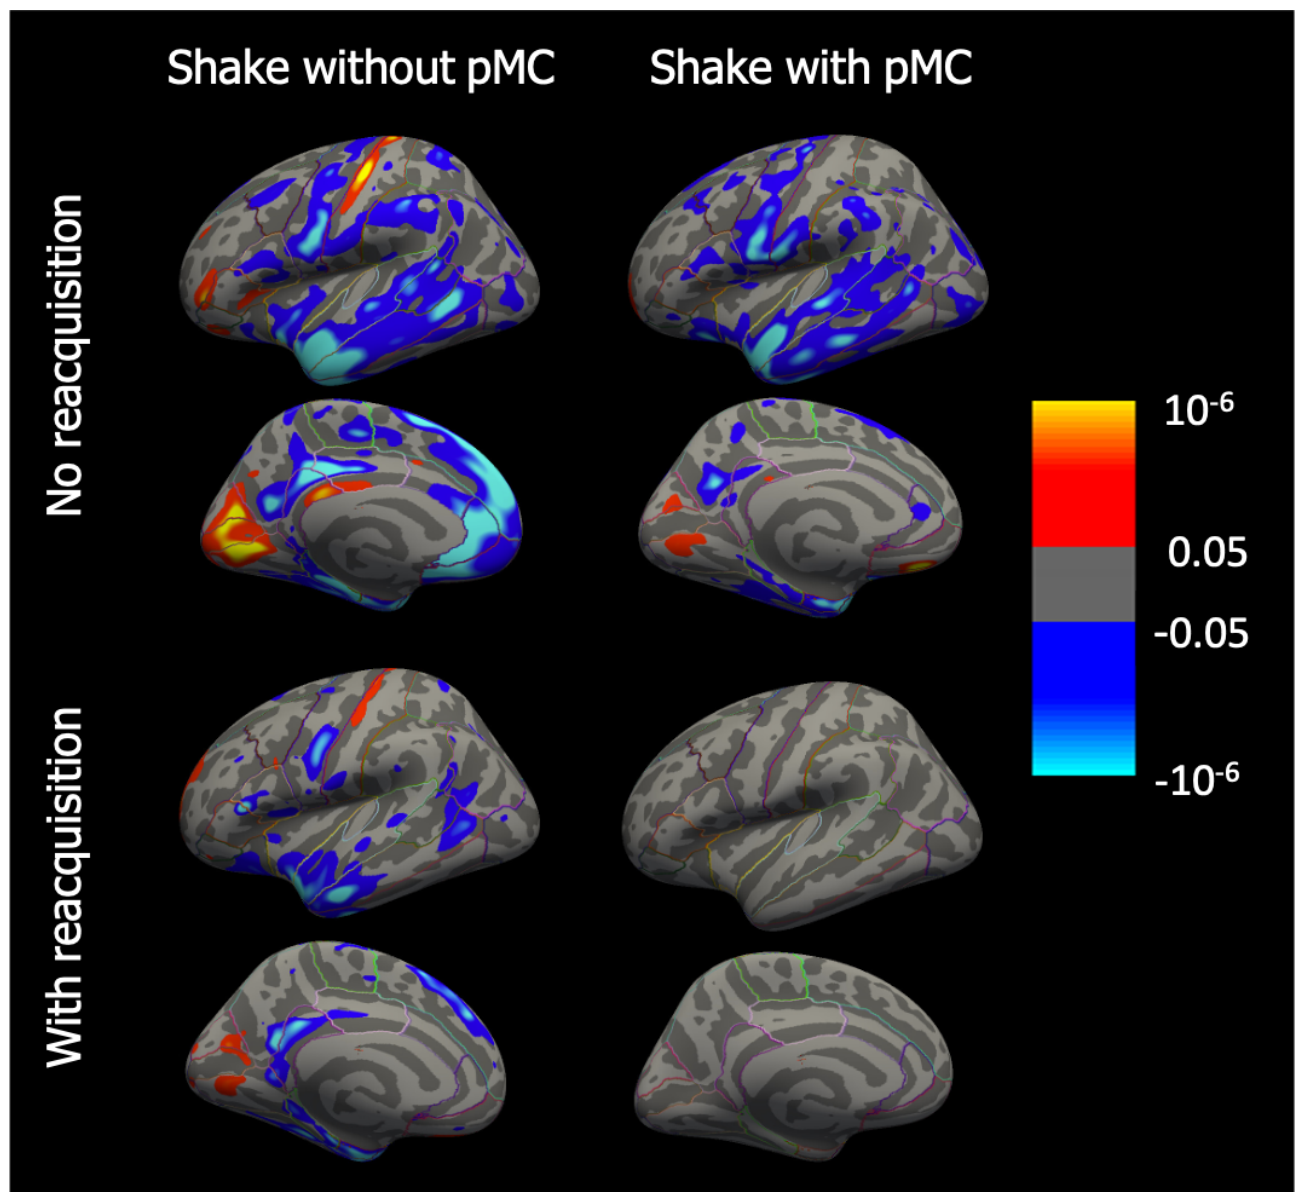 Shake without pMC
Shake with pMC
No reacquisition
With reacquisition
10-6
0.05
-0.05
-10-6